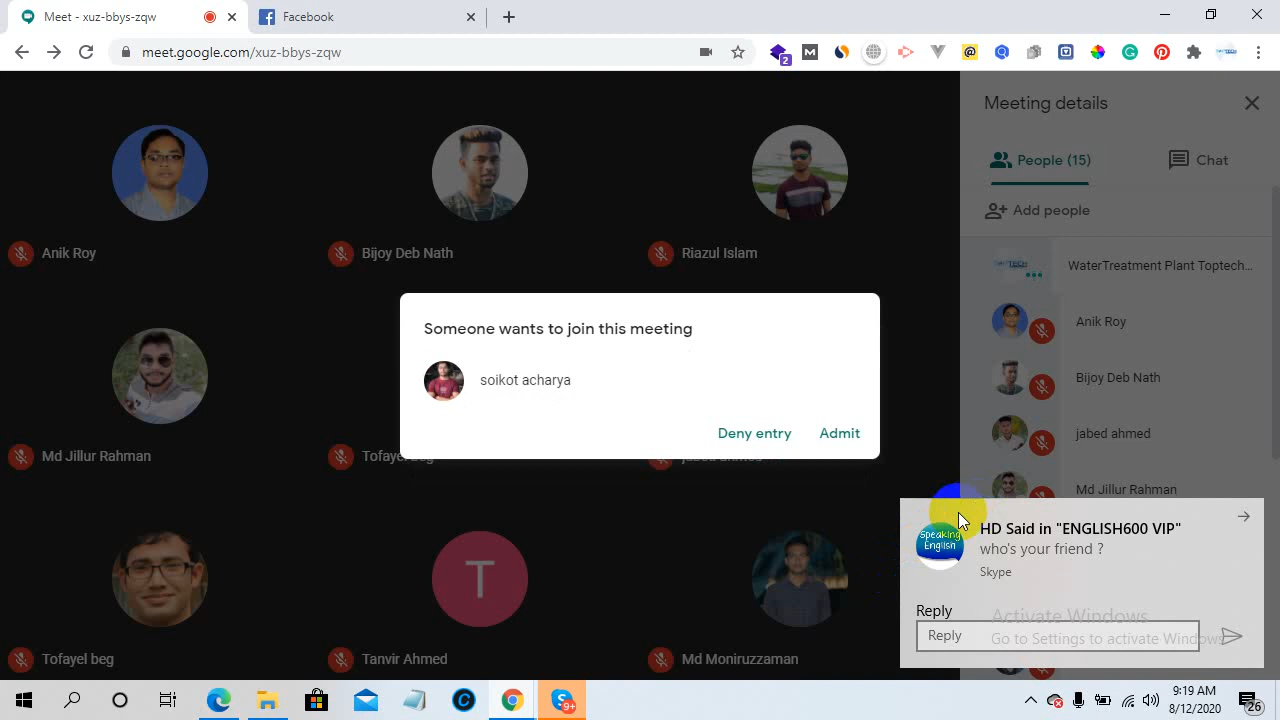 Meet - xuz-bbys-zqw
Facebook
meet.google.com/xuz-bbys-zqw
2
Meeting details
People (15)
Chat
Add people
WaterTreatment Plant Toptech...
Anik Roy
Bijoy Deb Nath
jabed ahmed
Md Jillur Rahman
Anik Roy
Bijoy Deb Nath
Riazul Islam
Someone wants to join this meeting
soikot acharya
Deny entry
Admit
Md Jillur Rahman
Tofayel beg
jabed ahmed
T
Tofayel beg
Tanvir Ahmed
Md Moniruzzaman
Speaking
English
HD Said in "ENGLISH600 VIP"
who's your friend ?
Skype
Reply
Reply
Activate Windows
Go to Settings to activate Windows
9+
9:19 AM
8/12/2020
26